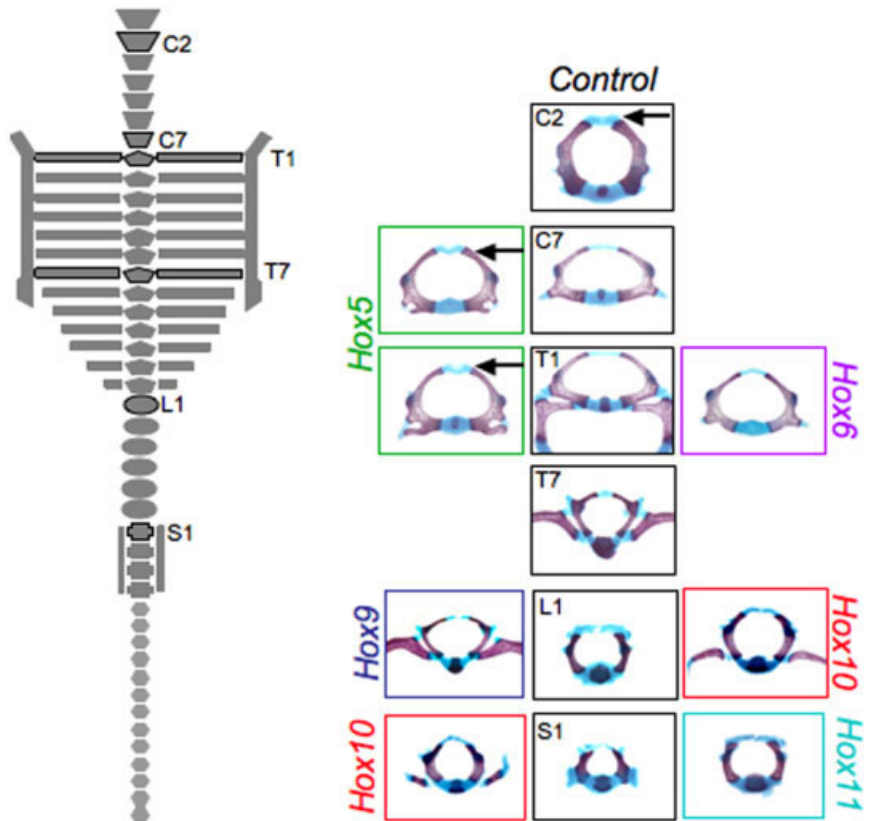 C2
C7
T1
T7
L1
S1
Control
C2
C7
Hox5
T1
Hox6
T7
Hox9
L1
Hox10
Hox10
S1
Hox11